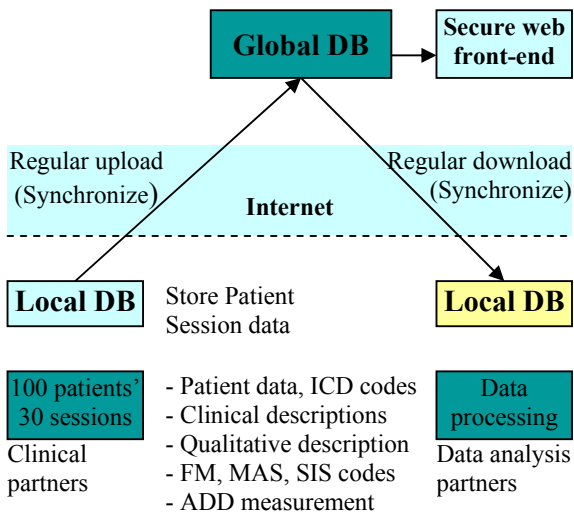 Global DB
Secure web
front-end
Regular upload
(Synchronize)
Regular download
(Synchronize)
Internet
Local DB
Store Patient
Session data
Local DB
100 patients’
30 sessions
Clinical
partners
- Patient data, ICD codes
- Clinical descriptions
- Qualitative description
- FM, MAS, SIS codes
- ADD measurement
Data
processing
Data analysis
partners